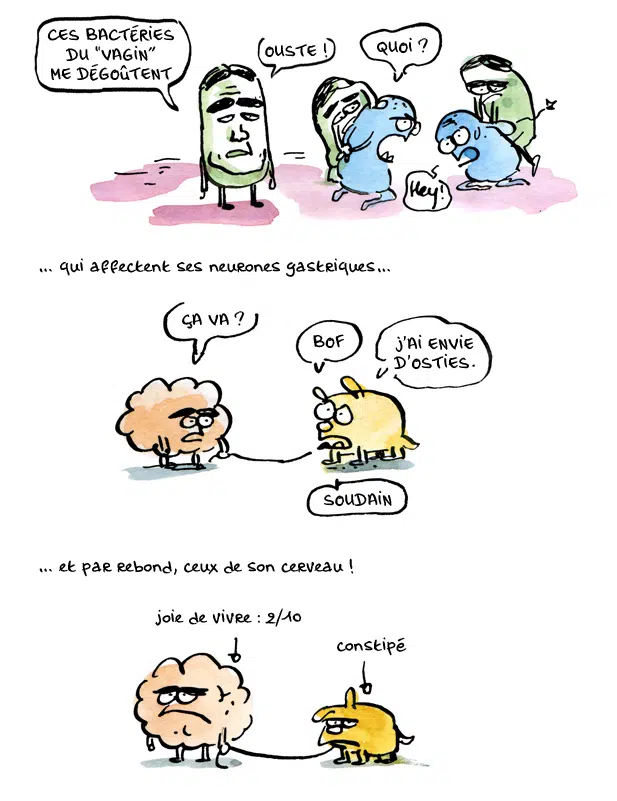 CES BACTÉRIES
DU "VAGIN"
ME DÉGOÛTENT
OUSTE !
QUOI ?
Hey!
... qui affectent ses neurones gastriques...
ÇA VA ?
BOF
J'AI ENVIE
D'OSTIES.
SOUDAIN
... et par rebond, ceux de son cerveau !
joie de vivre : 2/10
constipé